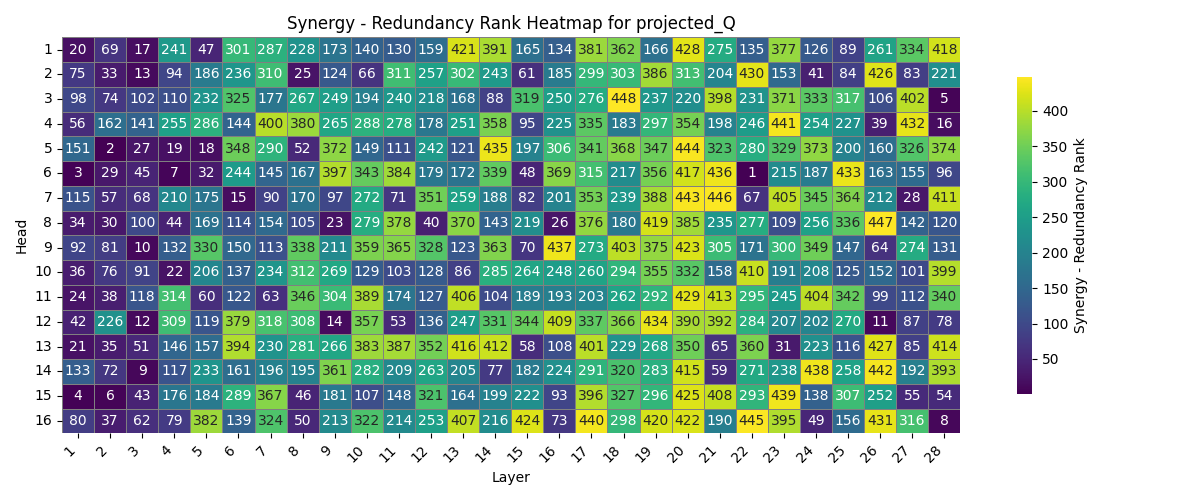 Synergy - Redundancy Rank Heatmap for projected_Q
1 20 69 17 241 47 301 287 228 173 140 130 159 421 391 165 134 381 362 166 428 275 135 377 126 89 261 334 418
2 75 33 13 94 186 236 310 25 124 66 311 257 302 243 61 185 299 303 386 313 204 430 153 41 84 426 83 221
3 98 74 102 110 232 325 177 267 249 194 240 218 168 88 319 250 276 448 237 220 398 231 371 333 317 106 402 5
4 56 162 141 255 286 144 400 380 265 288 278 178 251 358 95 225 335 183 297 354 198 246 441 254 227 39 432 16
5 151 2 27 19 18 348 290 52 372 149 111 242 121 435 197 306 341 368 347 444 323 280 329 373 200 160 326 374
6 3 29 45 7 32 244 145 167 397 343 384 179 172 339 48 369 315 217 356 417 436 1 215 187 433 163 155 96
7 115 57 68 210 175 15 90 170 97 272 71 351 259 188 82 201 353 239 388 443 446 67 405 345 364 212 28 411
8 34 30 100 44 169 114 154 105 23 279 378 40 370 143 219 26 376 180 419 385 235 277 109 256 336 447 142 120
9 92 81 10 132 330 150 113 338 211 359 365 328 123 363 70 437 273 403 375 423 305 171 300 349 147 64 274 131
10 36 76 91 22 206 137 234 312 269 129 103 128 86 285 264 248 260 294 355 332 158 410 191 208 125 152 101 399
11 24 38 118 314 60 122 63 346 304 389 174 127 406 104 189 193 203 262 292 429 413 295 245 404 342 99 112 340
12 42 226 12 309 119 379 318 308 14 357 53 136 247 331 344 409 337 366 434 390 392 284 207 202 270 11 87 78
13 21 35 51 146 157 394 230 281 266 383 387 352 416 412 58 108 401 229 268 350 65 360 31 223 116 427 85 414
14 133 72 9 117 233 161 196 195 361 282 209 263 205 77 182 224 291 320 283 415 59 271 238 438 258 442 192 393
15 4 6 43 176 184 289 367 46 181 107 148 321 164 199 222 93 396 327 296 425 408 293 439 138 307 252 55 54
16 80 37 62 79 382 139 324 50 213 322 214 253 407 216 424 73 440 298 420 422 190 445 395 49 156 431 316 8
1 2 3 4 5 6 7 8 9 10 11 12 13 14 15 16 17 18 19 20 21 22 23 24 25 26 27 28
Layer
Head
400
350
300
250
200
150
100
50
Synergy - Redundancy Rank